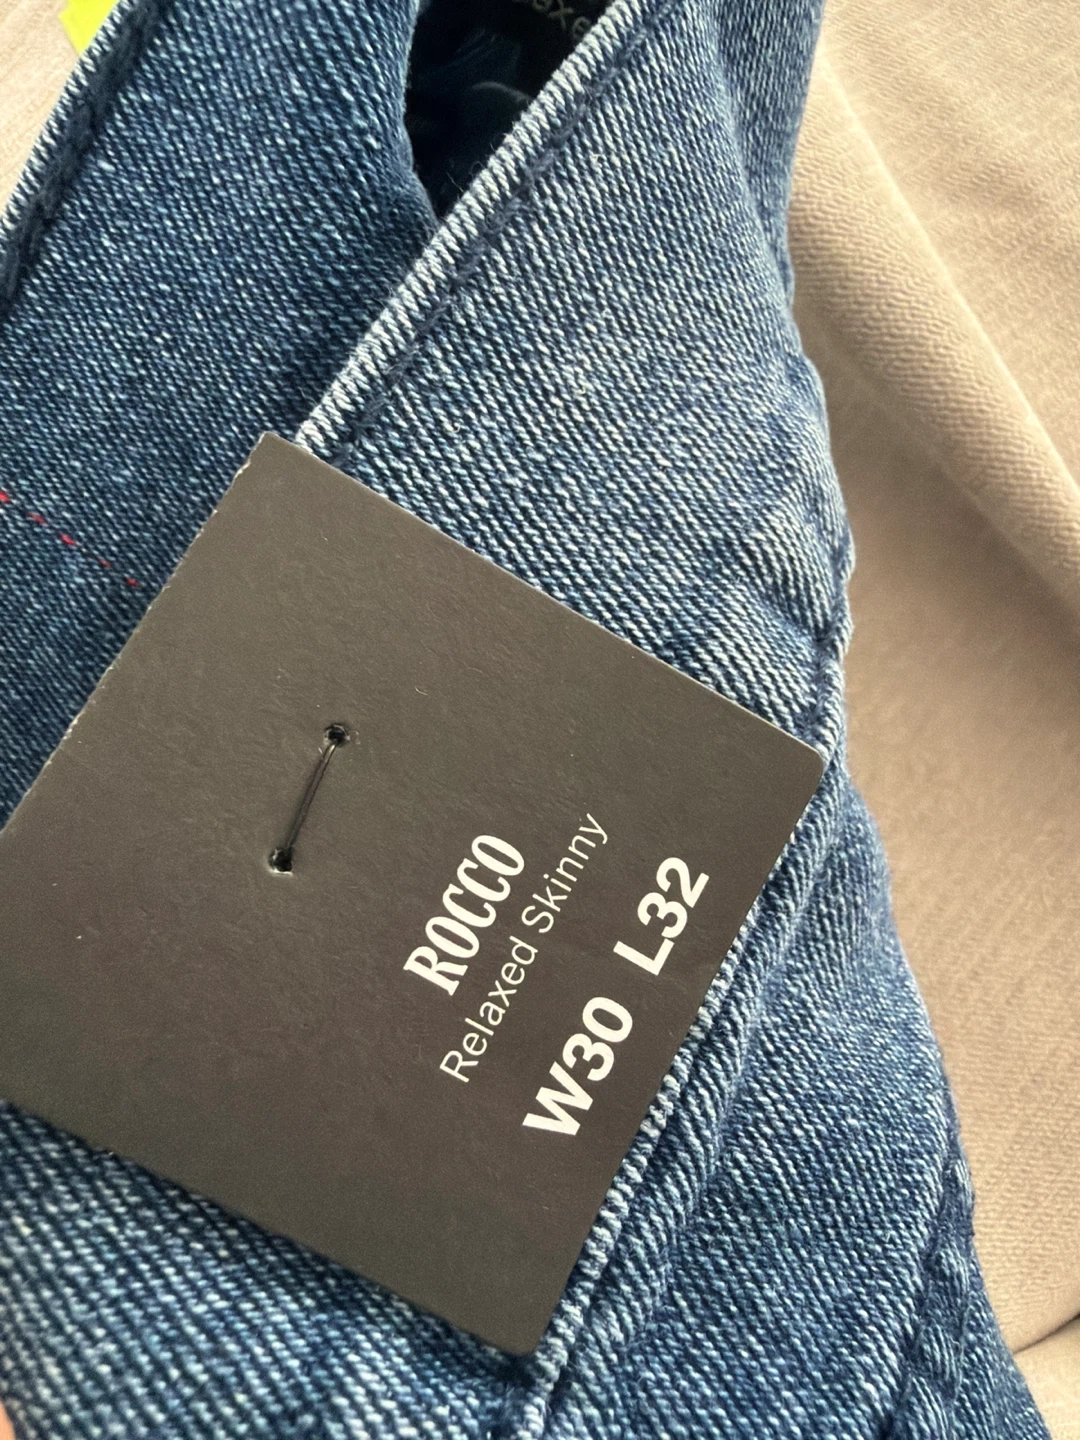 ROCCO
Relaxed Skinny
W30 L32